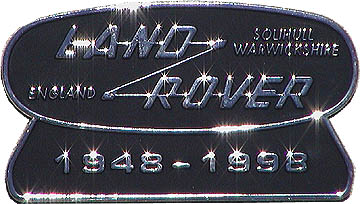 LAND
SOLIHULL
WARWICKSHIRE
ENGLAND
ROVER
1948-1998